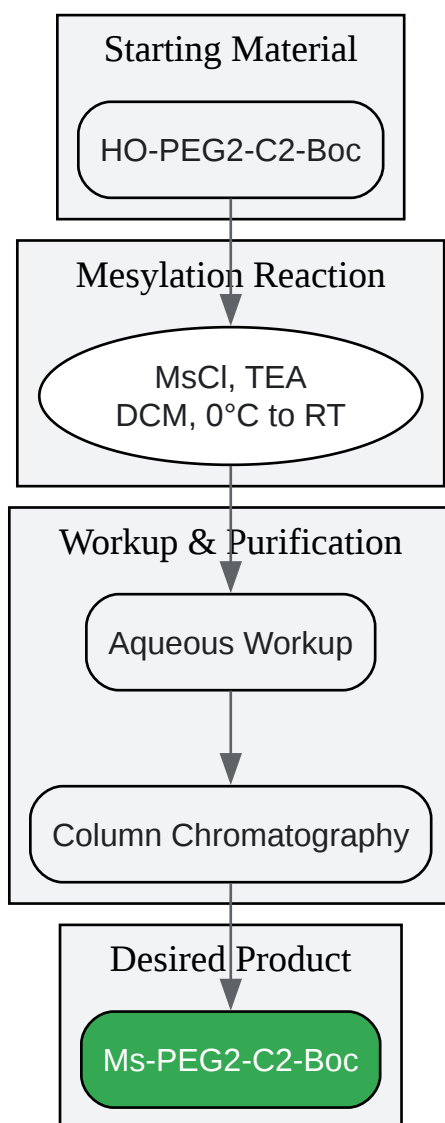 Starting Material
HO-PEG2-C2-Boc
Mesylation Reaction
MsCl, TEA
DCM, 0°C to RT
Workup & Purification
Aqueous Workup
Column Chromatography
Desired Product
Ms-PEG2-C2-Boc